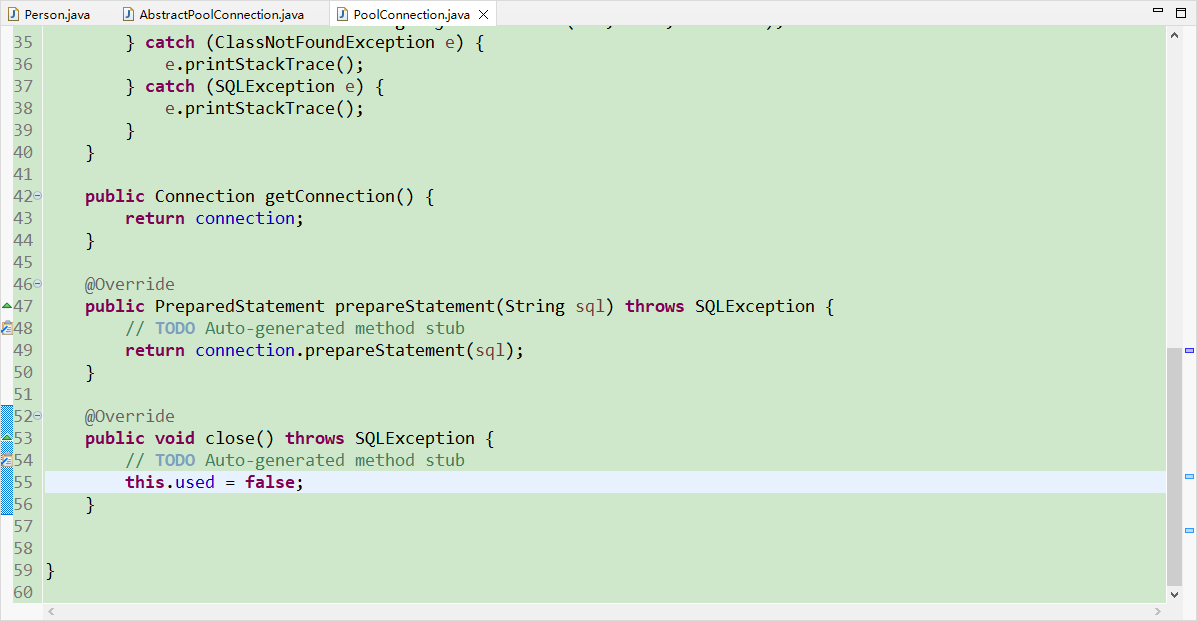 Person.java AbstractPoolConnection.java PoolConnection.java
35 } catch (ClassNotFoundException e) {
36 e.printStackTrace();
37 } catch (SQLException e) {
38 e.printStackTrace();
39 }
40 }
41
42 public Connection getConnection() {
43 return connection;
44 }
45
46 @Override
47 public PreparedStatement prepareStatement(String sql) throws SQLException {
48 // TODO Auto-generated method stub
49 return connection.prepareStatement(sql);
50 }
51
52 @Override
53 public void close() throws SQLException {
54 // TODO Auto-generated method stub
55 this.used = false;
56 }
57
58
59 }
60